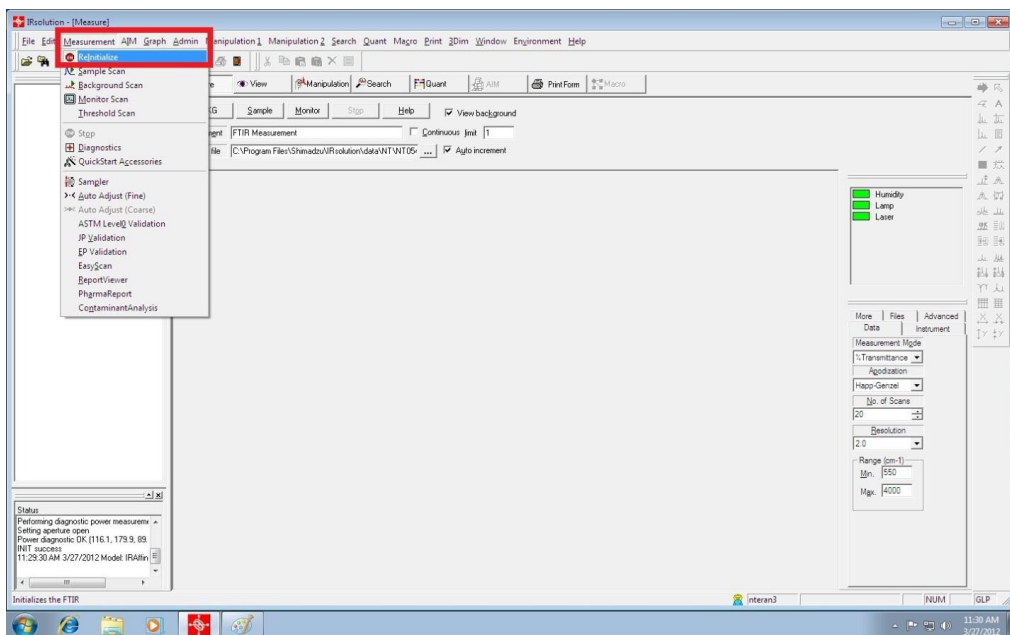 IRsolution - [Measure]
File Edit Measurement AIM Graph Admin Manipulation 1 Manipulation 2 Search Quant Macro Print 3Dim Window Environment Help
ReInitialize
Sample Scan
Background Scan
Monitor Scan
Threshold Scan
Stop
Diagnostics
QuickStart Accessories
Sampler
Auto Adjust (Fine)
Auto Adjust (Coarse)
ASTM Level0 Validation
JP Validation
EP Validation
EasyScan
ReportViewer
PharmaReport
ContaminantAnalysis
View Manipulation Search Quant AIM Print Form Macro
Sample Monitor Stop Help View background
FTIR Measurement Continuous limit 1
file C:\Program Files\Shimadzu\IRsolution\data\NT\NT05 ... Auto increment
Humidity
Lamp
Laser
More Files Advanced
Data Instrument
Measurement Mode
%Transmittance
Apodization
Happ-Genzel
No. of Scans
20
Resolution
2.0
Range (cm-1)
Min. 550
Max. 4000
Status
Performing diagnostic power measureme
Setting aperture open
Power diagnostic OK (116.1, 179.9, 89.
INIT success
11:29:30 AM 3/27/2012 Model: IRAffin
Initializes the FTIR nteran3 NUM GLP
11:30 AM
3/27/2012